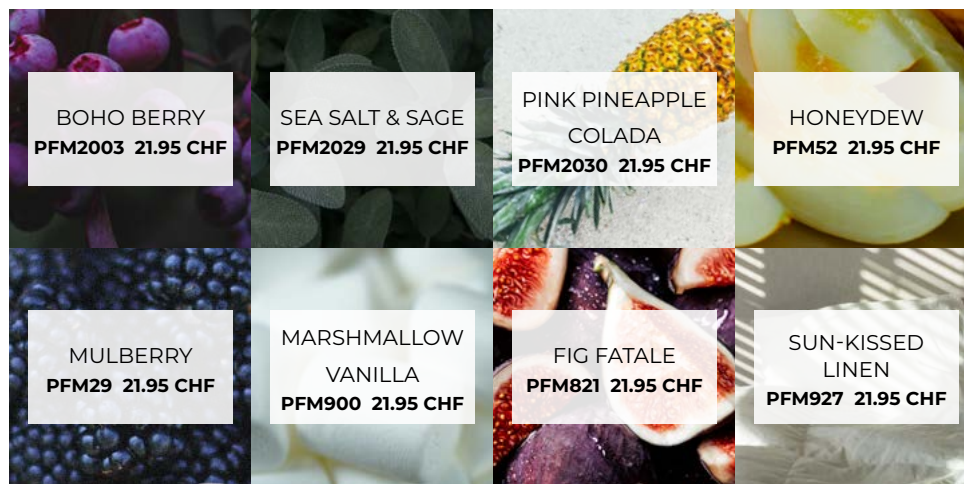 BOHO BERRY
PFM2003  21.95 CHF
SEA SALT & SAGE
PFM2029  21.95 CHF
PINK PINEAPPLE
COLADA
PFM2030  21.95 CHF
HONEYDEW
PFM52  21.95 CHF
MULBERRY
PFM29  21.95 CHF
MARSHMALLOW
VANILLA
PFM900  21.95 CHF
FIG FATALE
PFM821  21.95 CHF
SUN-KISSED
LINEN
PFM927  21.95 CHF